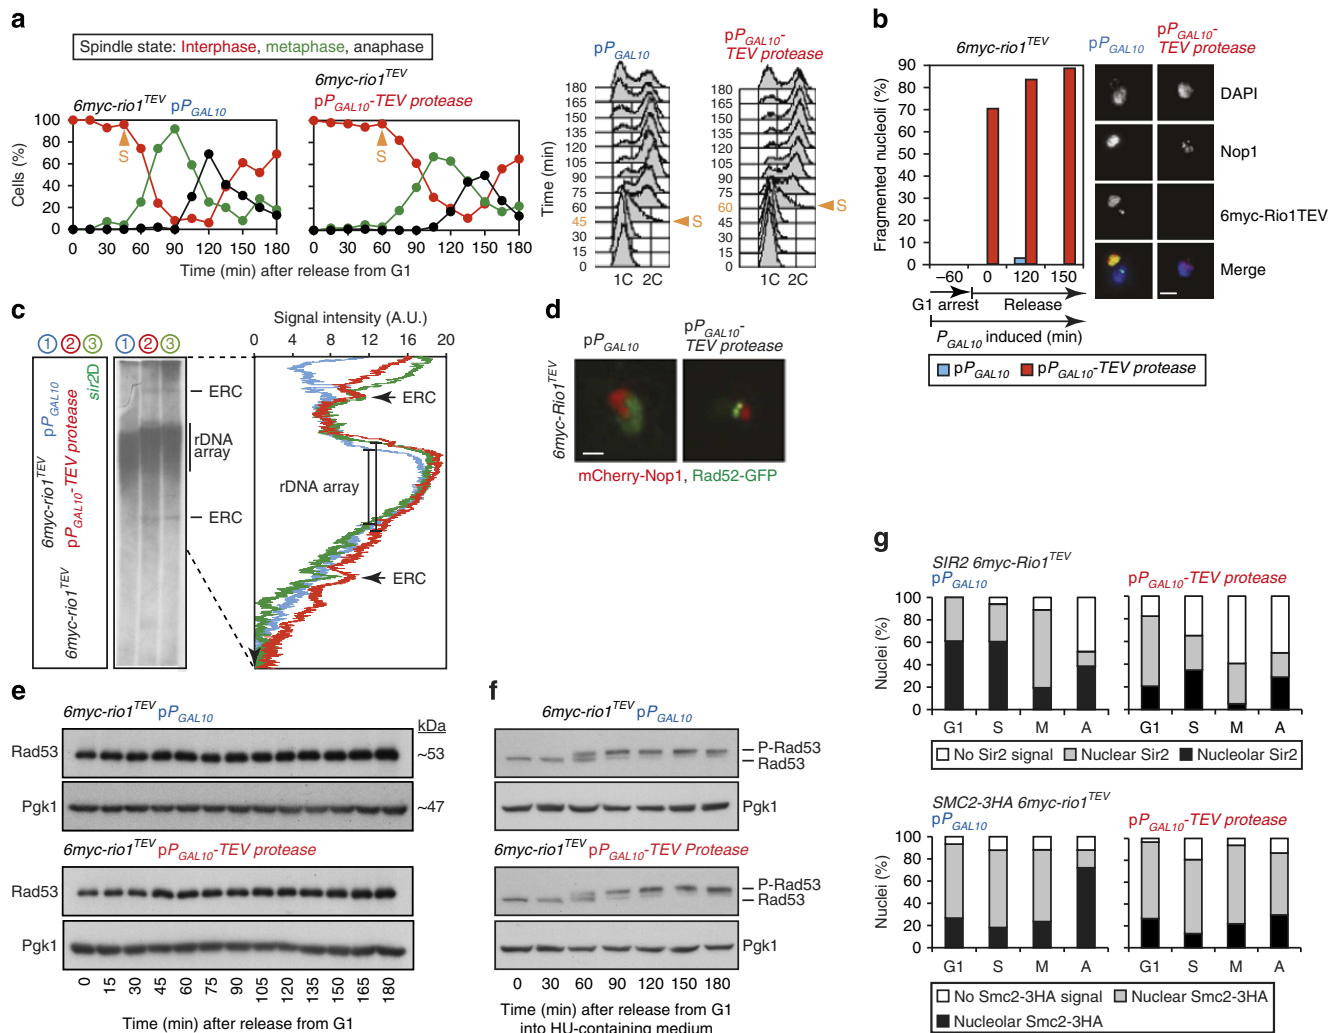 a
Spindle state: Interphase, metaphase, anaphase
6myc-rio1TEV pPGAL10
6myc-rio1TEV
pPGAL10-TEV protease
Cells (%)
100
80
60
40
20
0
S
S
0 30 60 90 120 150 180
0 30 60 90 120 150 180
Time (min) after release from G1
pPGAL10
pPGAL10-
TEV protease
Time (min)
180
165
150
135
120
105
90
75
60
45
30
15
0
S
1C 2C
180
165
150
135
120
105
90
75
60
45
30
15
0
S
1C 2C
b
6myc-rio1TEV
pPGAL10
pPGAL10-
TEV protease
Fragmented nucleoli (%)
90
80
70
60
50
40
30
20
10
0
–60 0 120 150
G1 arrest Release
PGAL10 induced (min)
pPGAL10 pPGAL10-TEV protease
DAPI
Nop1
6myc-Rio1TEV
Merge
c
1 2 3
1 2 3
6myc-rio1TEV pPGAL10
6myc-rio1TEV pPGAL10-TEV protease
sir2D
ERC
rDNA
array
ERC
Signal intensity (A.U.)
0 4 8 12 16 20
ERC
rDNA array
ERC
d
pPGAL10
pPGAL10-
TEV protease
6myc-Rio1TEV
mCherry-Nop1, Rad52-GFP
e
6myc-rio1TEV pPGAL10
kDa
Rad53 ~53
Pgk1 ~47
6myc-rio1TEV pPGAL10-TEV protease
Rad53
Pgk1
0 15 30 45 60 75 90 105 120 135 150 165 180
Time (min) after release from G1
f
6myc-rio1TEV pPGAL10
P-Rad53
Rad53
Pgk1
6myc-rio1TEV pPGAL10-TEV Protease
P-Rad53
Rad53
Pgk1
0 30 60 90 120 150 180
Time (min) after release from G1
into HU-containing medium
g
SIR2 6myc-Rio1TEV
pPGAL10
pPGAL10-TEV protease
Nuclei (%)
100
80
60
40
20
0
G1 S M A
G1 S M A
No Sir2 signal Nuclear Sir2 Nucleolar Sir2
SMC2-3HA 6myc-rio1TEV
pPGAL10
pPGAL10-TEV protease
Nuclei (%)
100
80
60
40
20
0
G1 S M A
G1 S M A
No Smc2-3HA signal Nuclear Smc2-3HA
Nucleolar Smc2-3HA